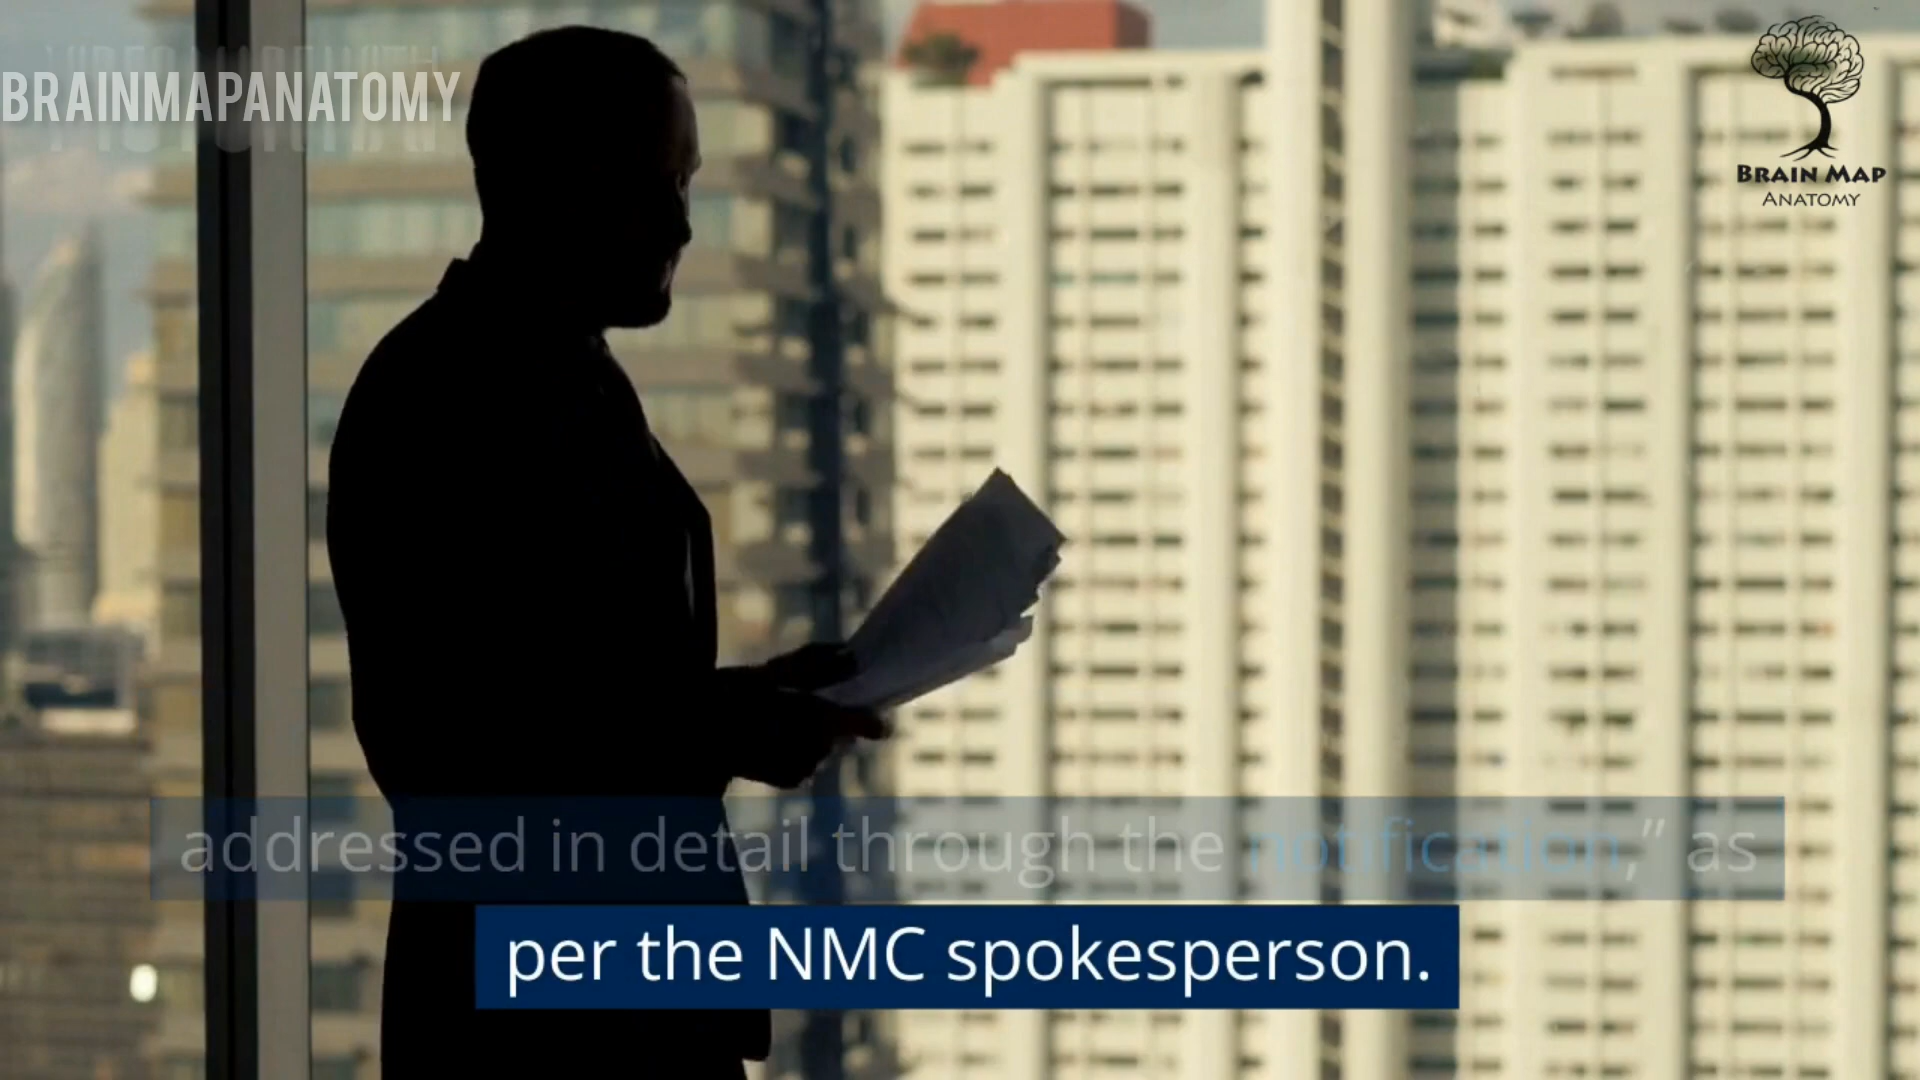 BRAINMAPANATOMY
BRAIN MAP
ANATOMY
addressed in detail through the notification,” as
per the NMC spokesperson.